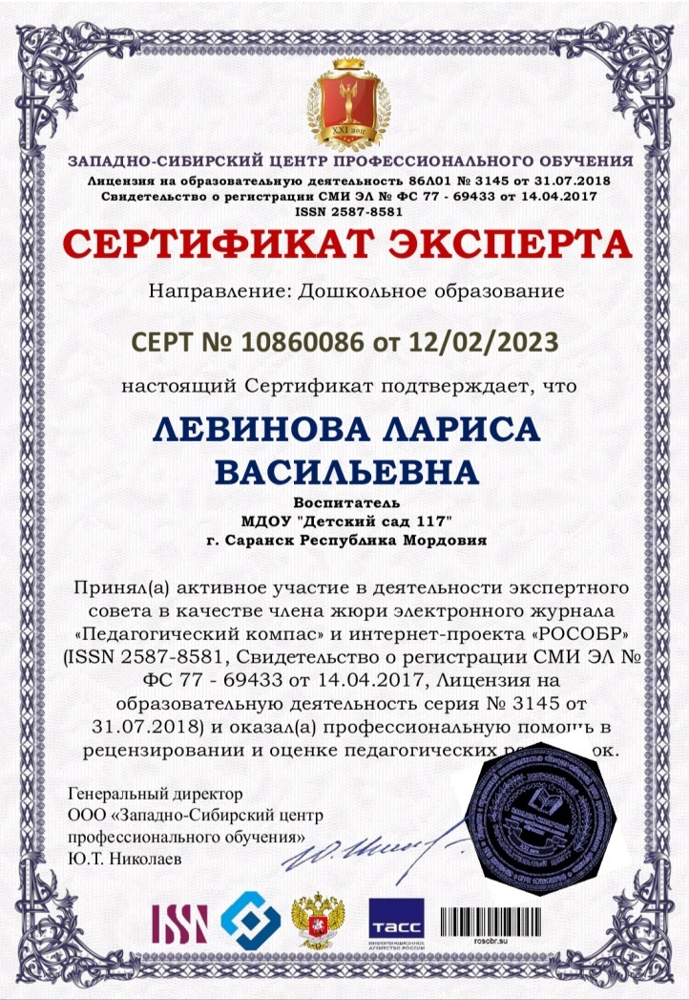 XXI век
ЗАПАДНО-СИБИРСКИЙ ЦЕНТР ПРОФЕССИОНАЛЬНОГО ОБУЧЕНИЯ
Лицензия на образовательную деятельность 86Л01 № 3145 от 31.07.2018
Свидетельство о регистрации СМИ ЭЛ № ФС 77 - 69433 от 14.04.2017
ISSN 2587-8581
СЕРТИФИКАТ ЭКСПЕРТА
Направление: Дошкольное образование
СЕРТ № 10860086 от 12/02/2023
настоящий Сертификат подтверждает, что
ЛЕВИНОВА ЛАРИСА
ВАСИЛЬЕВНА
Воспитатель
МДОУ "Детский сад 117"
г. Саранск Республика Мордовия
Принял(а) активное участие в деятельности экспертного
совета в качестве члена жюри электронного журнала
«Педагогический компас» и интернет-проекта «РОСОБР»
(ISSN 2587-8581, Свидетельство о регистрации СМИ ЭЛ №
ФС 77 - 69433 от 14.04.2017, Лицензия на
образовательную деятельность серия № 3145 от
31.07.2018) и оказал(а) профессиональную помощь в
рецензировании и оценке педагогических
Генеральный директор
ООО «Западно-Сибирский центр
профессионального обучения»
Ю.Т. Николаев
ISSN
ТАСС
ИНФОРМАЦИОННОЕ
АГЕНТСТВО РОССИИ
rosobr.su